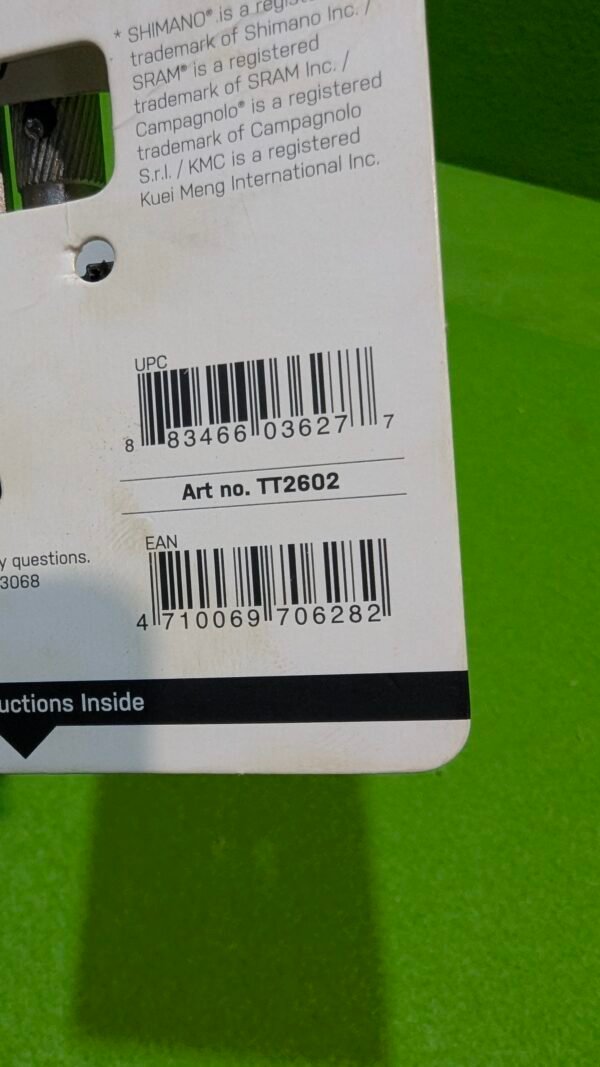 * SHIMANO® is a
trademark of Shimano Inc. /
SRAM® is a registered
trademark of SRAM Inc. /
Campagnolo® is a registered
trademark of Campagnolo
S.r.l. / KMC is a registered
Kuei Meng International Inc.
UPC
8 83466 03627 7
Art no. TT2602
y questions.
3068
EAN
4 710069 706282
uctions Inside